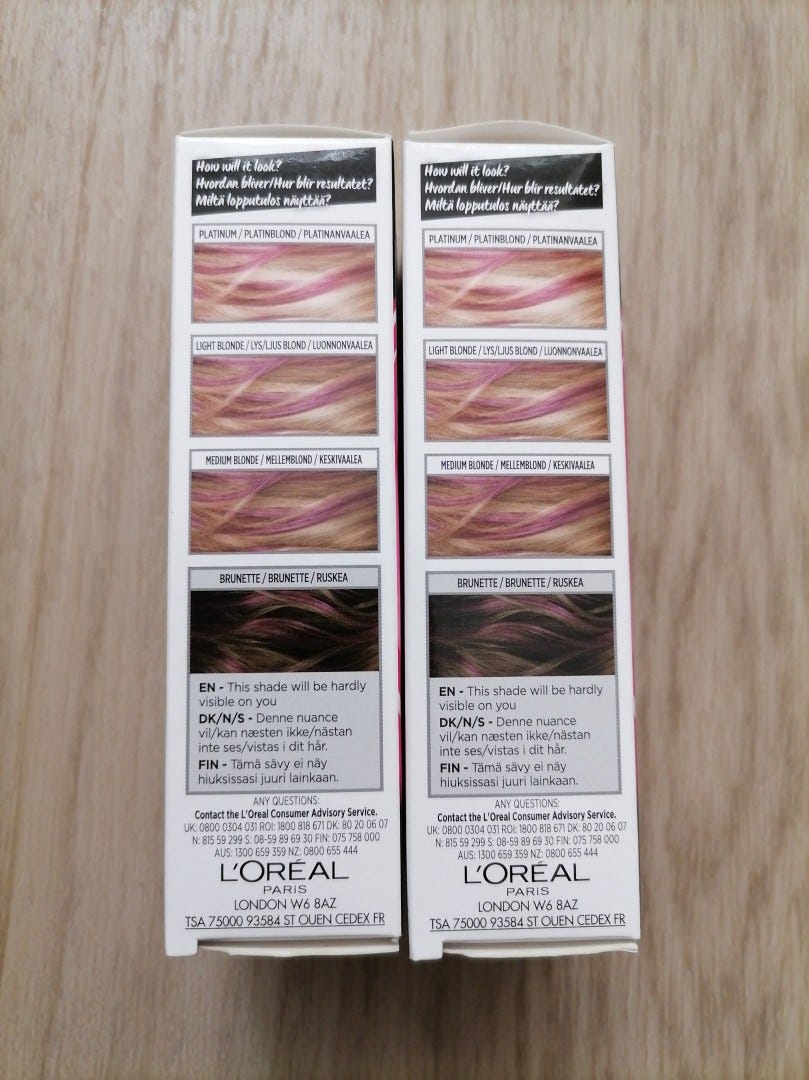 How will it look?
Hvordan bliver/Hur blir resultatet?
Miltä lopputulos näyttää?
PLATINUM / PLATINBLOND / PLATINANVAALEA
LIGHT BLONDE / LYS/LJUS BLOND / LUONNONVAALEA
MEDIUM BLONDE / MELLEMBLOND / KESKIVAALEA
BRUNETTE / BRUNETTE / RUSKEA
EN - This shade will be hardly
visible on you
DK/N/S - Denne nuance
vil/kan næsten ikke/nästan
inte ses/vistas i dit hår.
FIN - Tämä sävy ei näy
hiuksissasi juuri lainkaan.
ANY QUESTIONS:
Contact the L'Oreal Consumer Advisory Service.
UK: 0800 0304 031 ROI: 1800 818 671 DK: 80 20 06 07
N: 815 59 299 S: 08-59 89 69 30 FIN: 075 758 000
AUS: 1300 659 359 NZ: 0800 655 444
L'ORÉAL
PARIS
LONDON W6 8AZ
TSA 75000 93584 ST OUEN CEDEX FR
How will it look?
Hvordan bliver/Hur blir resultatet?
Miltä lopputulos näyttää?
PLATINUM / PLATINBLOND / PLATINANVAALEA
LIGHT BLONDE / LYS/LJUS BLOND / LUONNONVAALEA
MEDIUM BLONDE / MELLEMBLOND / KESKIVAALEA
BRUNETTE / BRUNETTE / RUSKEA
EN - This shade will be hardly
visible on you
DK/N/S - Denne nuance
vil/kan næsten ikke/nästan
inte ses/vistas i dit hår.
FIN - Tämä sävy ei näy
hiuksissasi juuri lainkaan.
ANY QUESTIONS:
Contact the L'Oreal Consumer Advisory Service.
UK: 0800 0304 031 ROI: 1800 818 671 DK: 80 20 06 07
N: 815 59 299 S: 08-59 89 69 30 FIN: 075 758 000
AUS: 1300 659 359 NZ: 0800 655 444
L'ORÉAL
PARIS
LONDON W6 8AZ
TSA 75000 93584 ST OUEN CEDEX FR